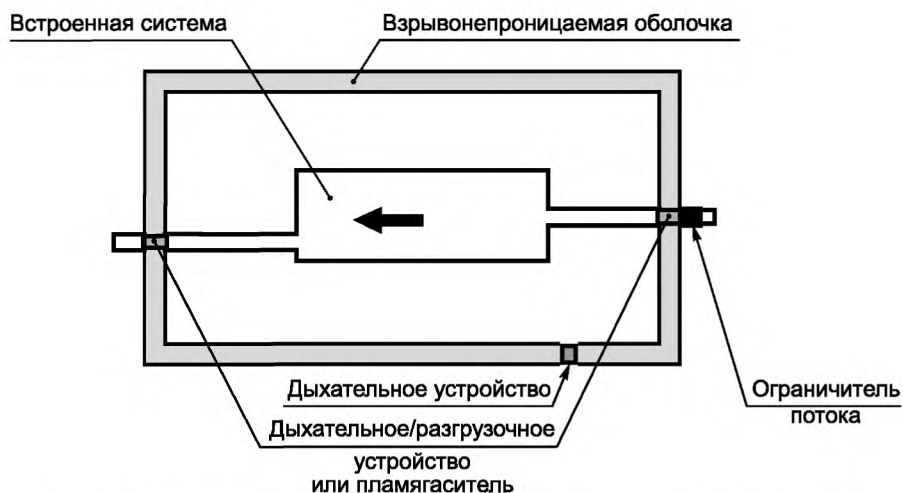 Встроенная система
Взрывонепроницаемая оболочка
Дыхательное устройство
Ограничитель
потока
Дыхательное/разгрузочное
устройство
или пламягаситель